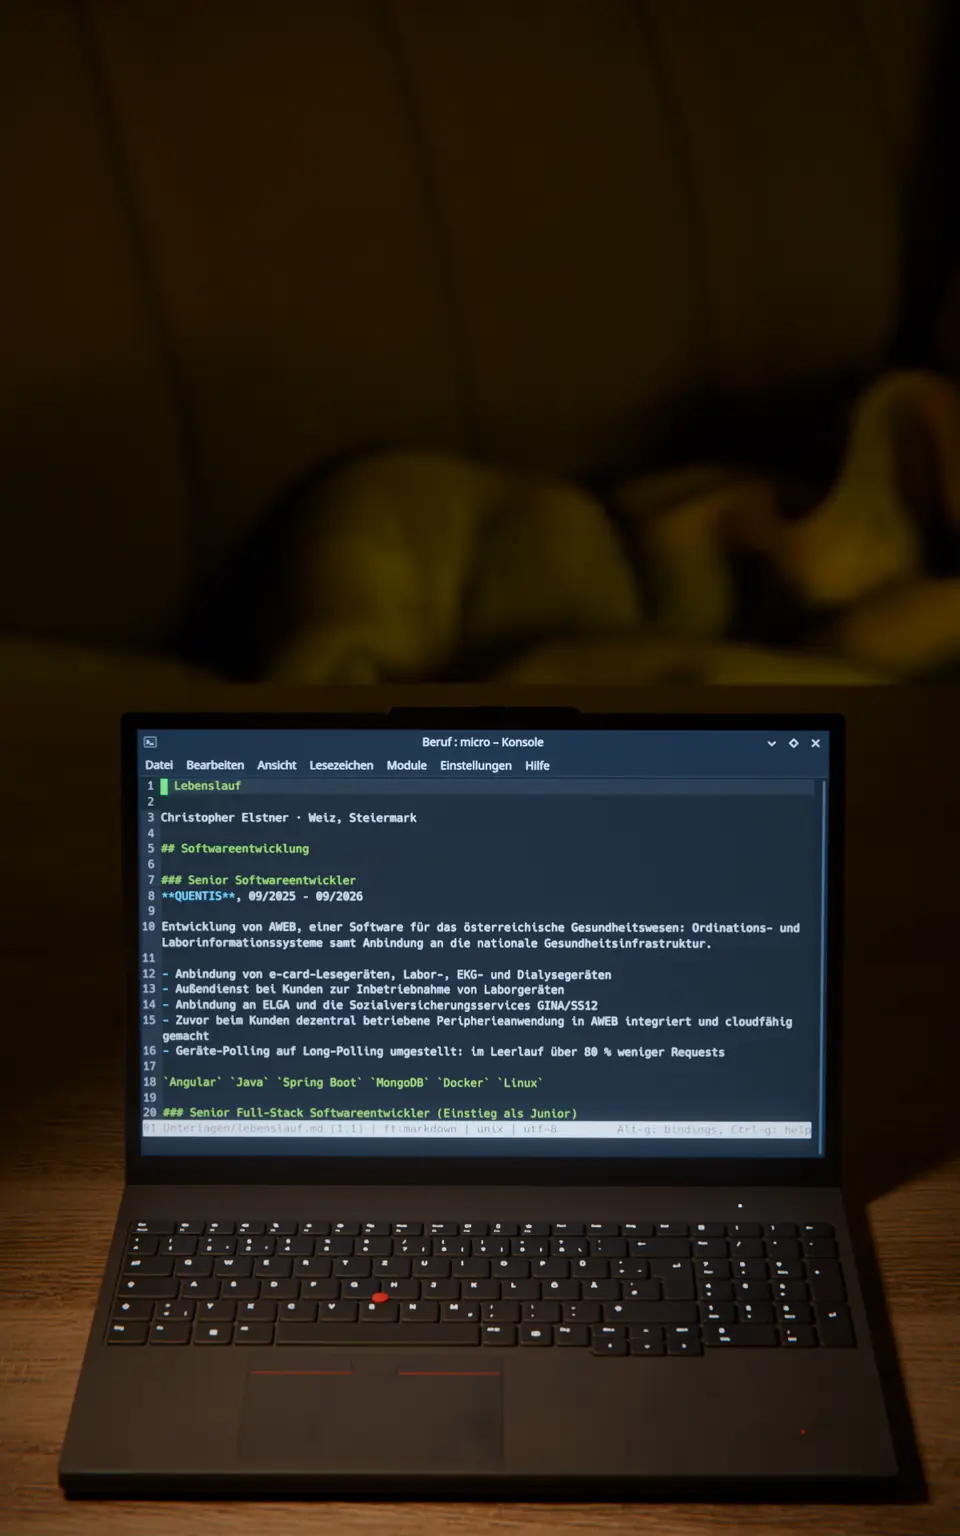 Beruf : micro – Konsole
Datei Bearbeiten Ansicht Lesezeichen Module Einstellungen Hilfe
1 Lebenslauf
2
3 Christopher Elstner · Weiz, Steiermark
4
5 ## Softwareentwicklung
6
7 ### Senior Softwareentwickler
8 **QUENTIS**, 09/2025 - 09/2026
9
10 Entwicklung von AWEB, einer Software für das österreichische Gesundheitswesen: Ordinations- und
Laborinformationssysteme samt Anbindung an die nationale Gesundheitsinfrastruktur.
11
12 - Anbindung von e-card-Lesegeräten, Labor-, EKG- und Dialysegeräten
13 - Außendienst bei Kunden zur Inbetriebnahme von Laborgeräten
14 - Anbindung an ELGA und die Sozialversicherungsservices GINA/SS12
15 - Zuvor beim Kunden dezentral betriebene Peripherieanwendung in AWEB integriert und cloudfähig
gemacht
16 - Geräte-Polling auf Long-Polling umgestellt: im Leerlauf über 80 % weniger Requests
17
18 `Angular` `Java` `Spring Boot` `MongoDB` `Docker` `Linux`
19
20 ### Senior Full-Stack Softwareentwickler (Einstieg als Junior)
Unterlagen/lebenslauf.md (1,1) | ft:markdown | unix | utf-8 Alt-g: bindings, Ctrl-g: help
Q W E R T Z U I O P Ü
A S D F G H J K L Ö Ä
Y X C V B N M